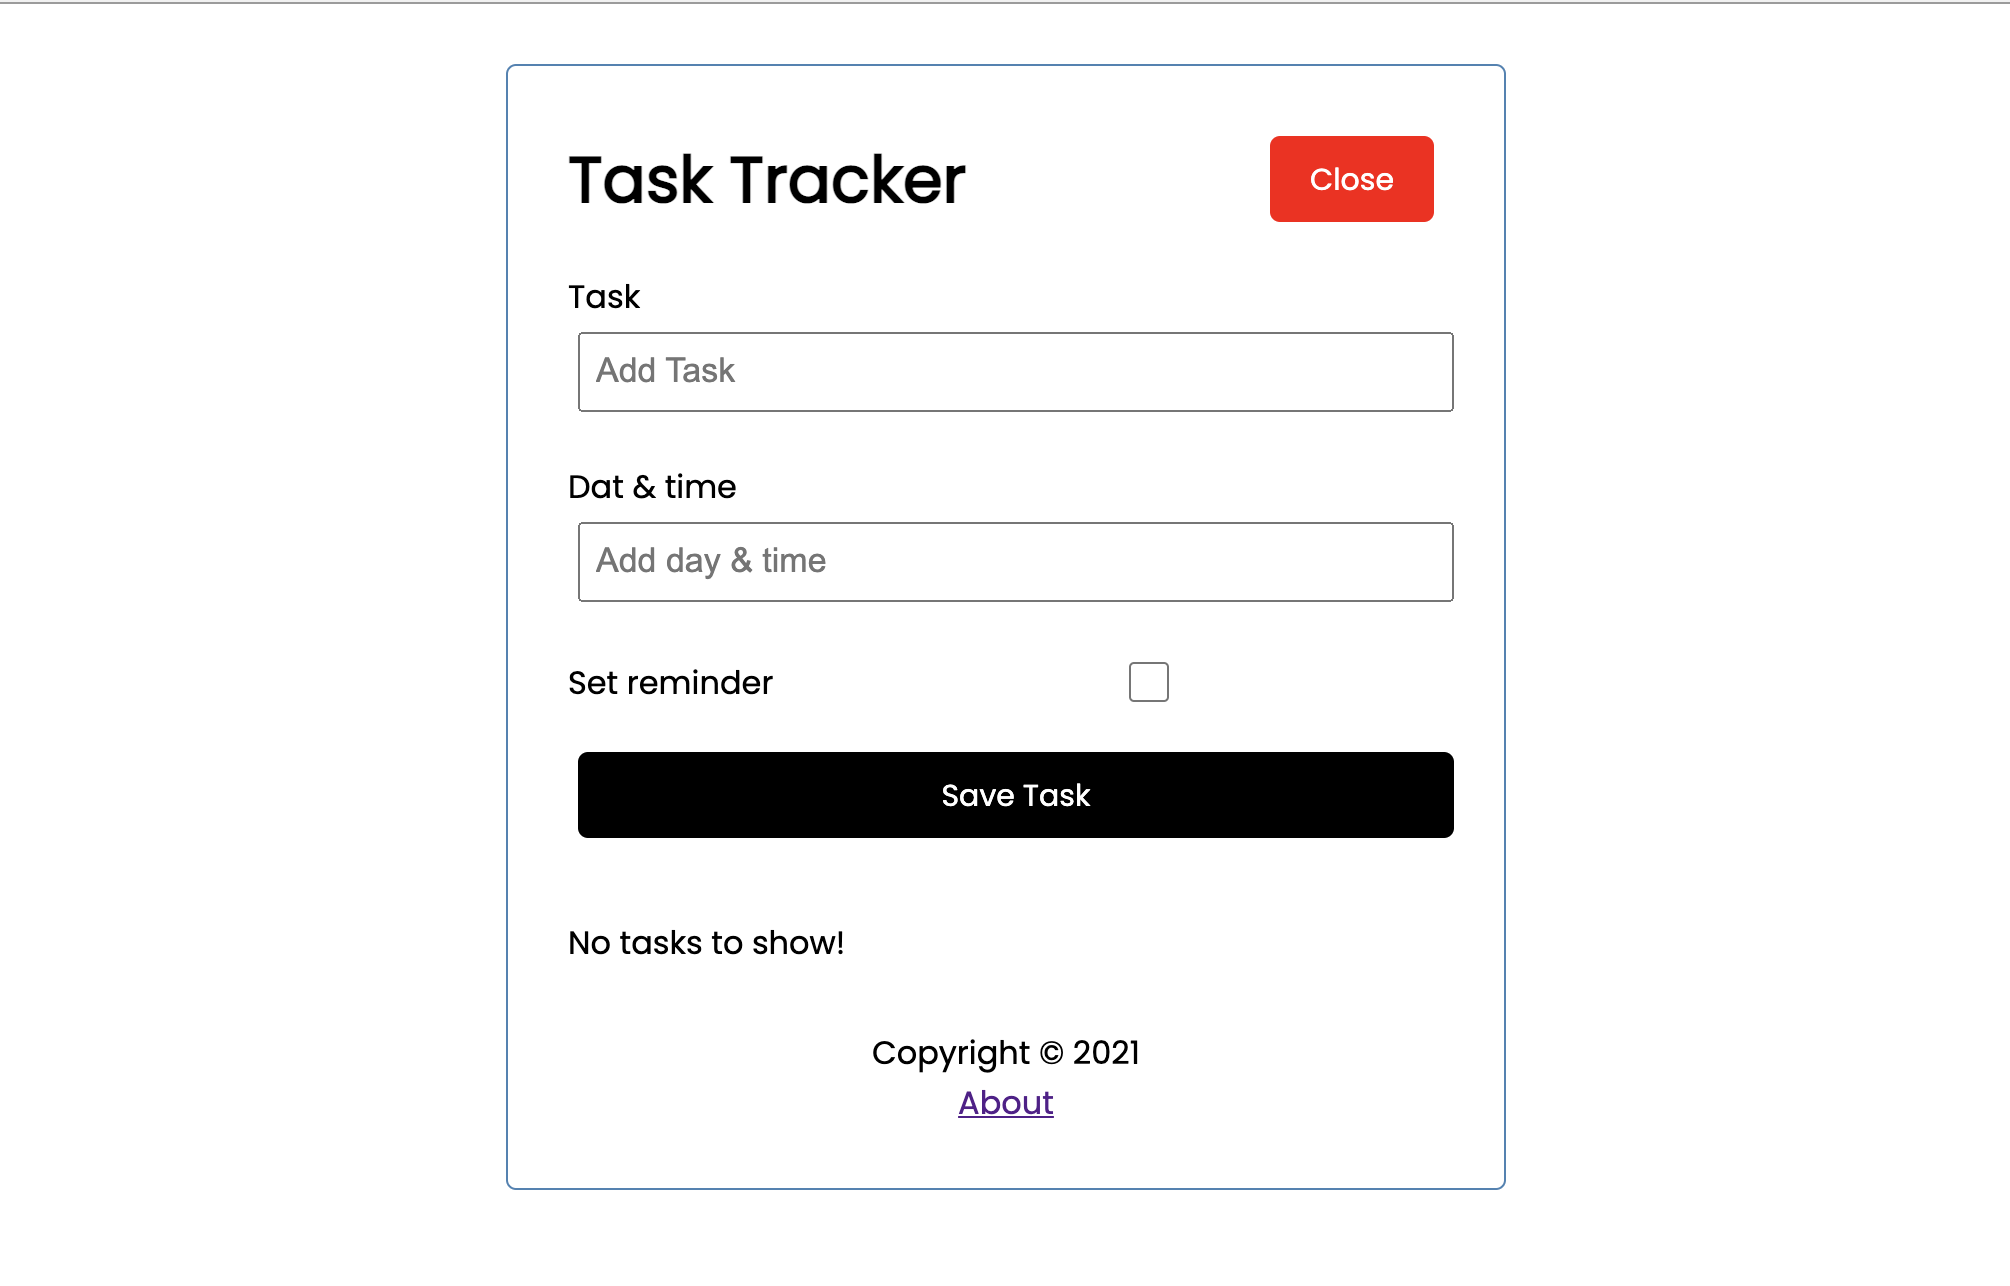 Task Tracker
Close
Task
Add Task
Dat & time
Add day & time
Set reminder
Save Task
No tasks to show!
Copyright © 2021
About